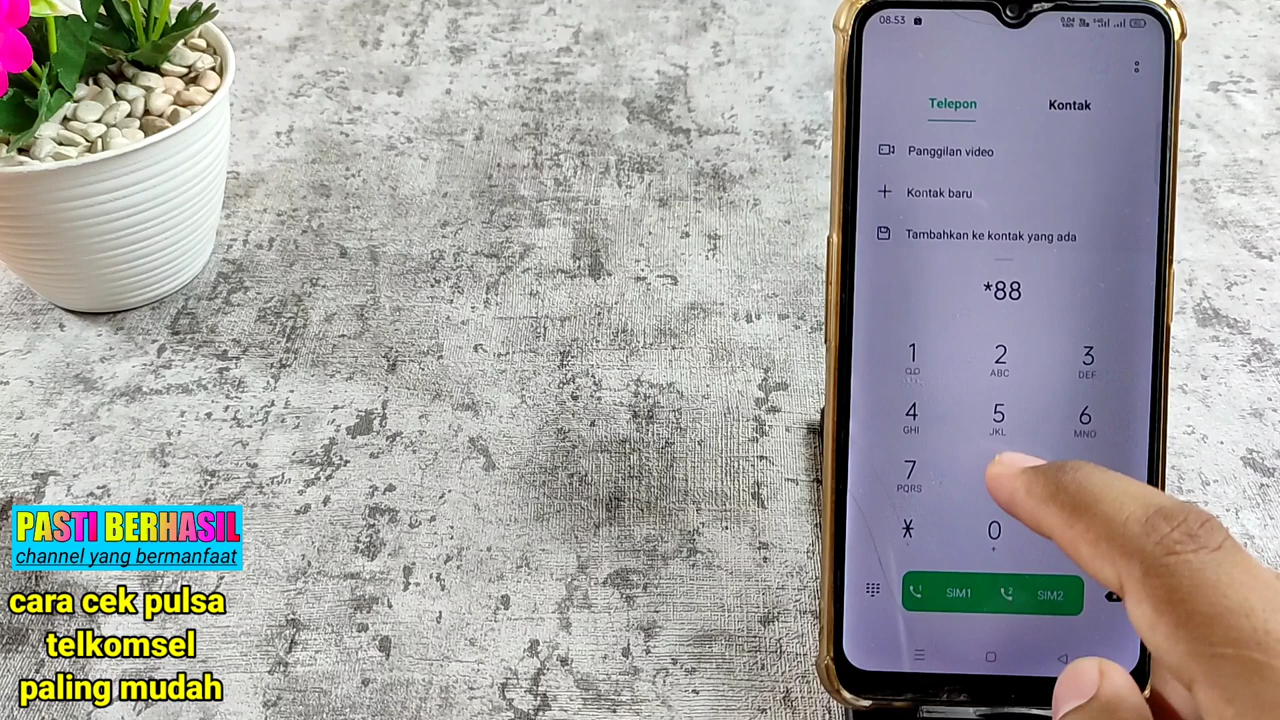 08.53
Telepon
Kontak
Panggilan video
Kontak baru
Tambahkan ke kontak yang ada
*88
1
2
ABC
3
DEF
4
GHI
5
JKL
6
MNO
7
PQRS
*
0
+
1 SIM1
2 SIM2
PASTI BERHASIL
channel yang bermanfaat
cara cek pulsa
telkomsel
paling mudah